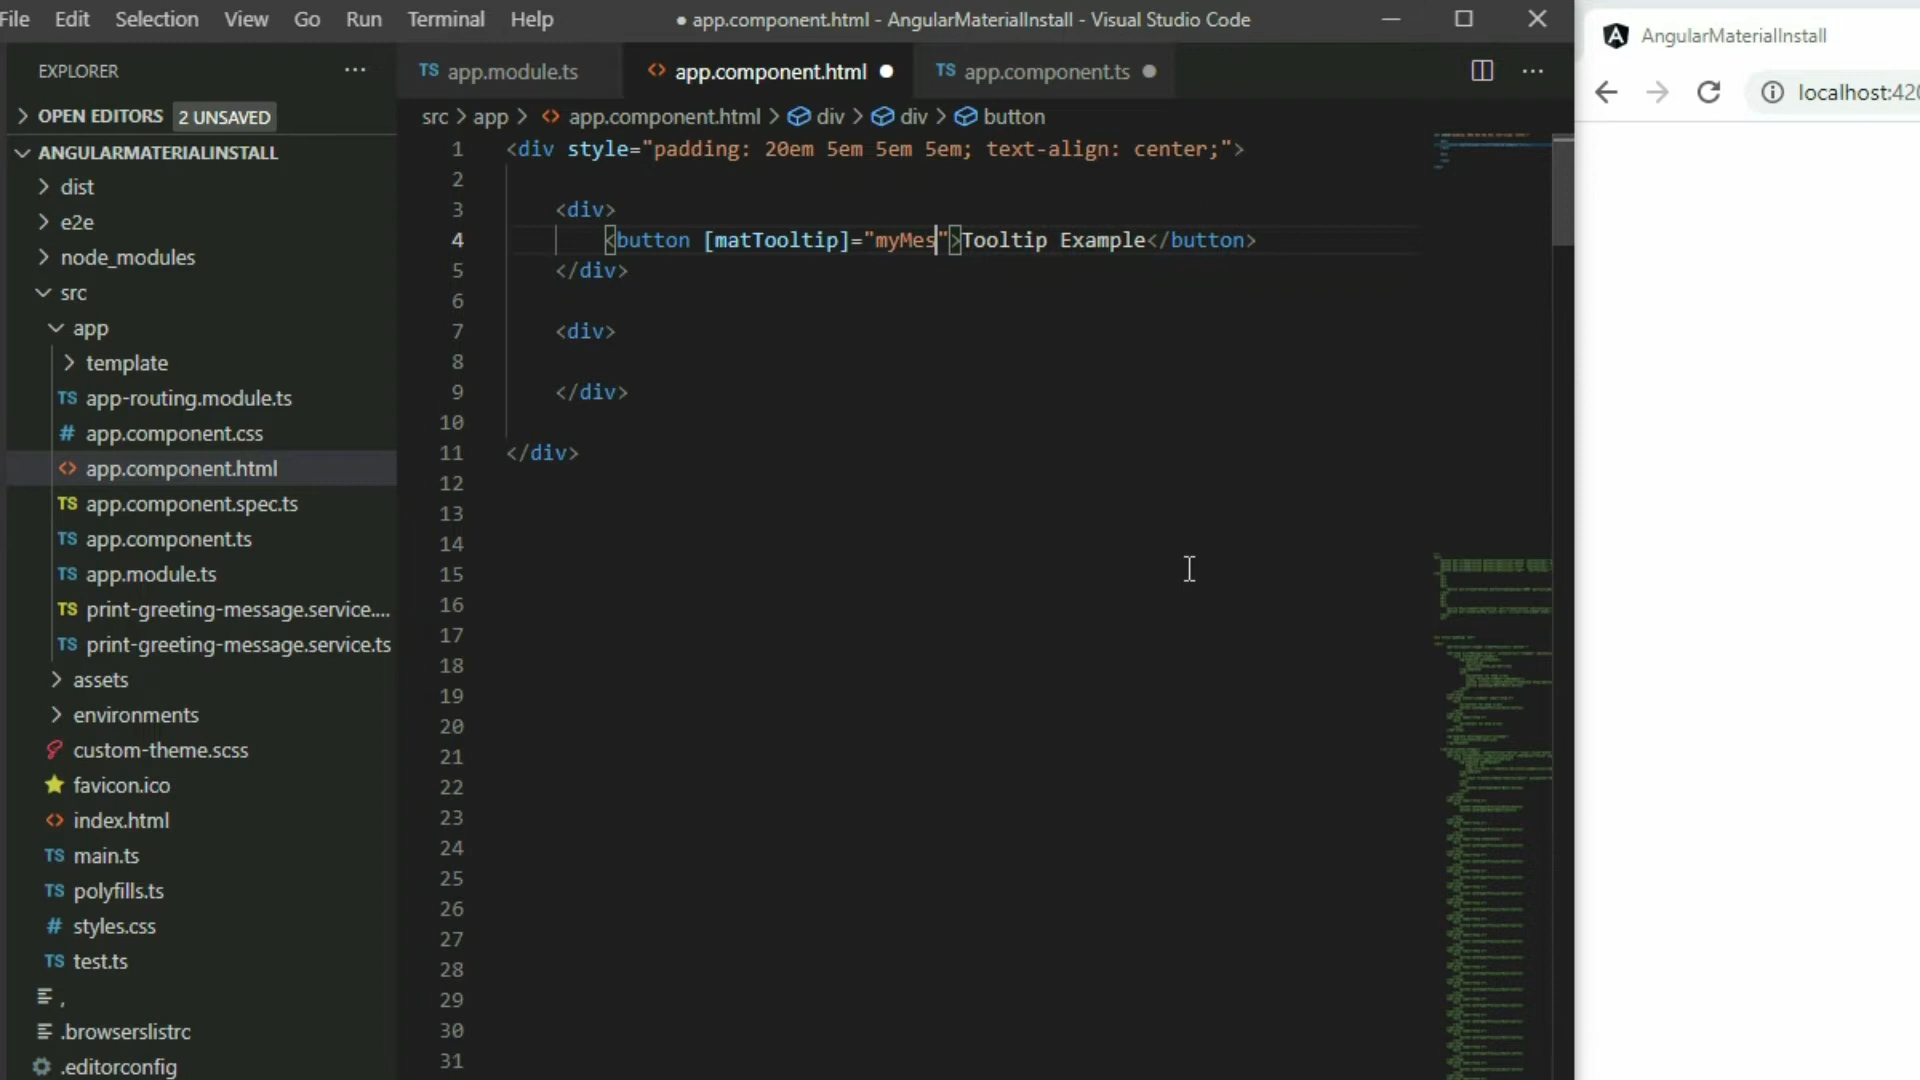 File Edit Selection View Go Run Terminal Help
● app.component.html - AngularMaterialInstall - Visual Studio Code
EXPLORER
OPEN EDITORS 2 UNSAVED
ANGULARMATERIALINSTALL
dist
e2e
node_modules
src
app
template
TS app-routing.module.ts
# app.component.css
<> app.component.html
TS app.component.spec.ts
TS app.component.ts
TS app.module.ts
TS print-greeting-message.service....
TS print-greeting-message.service.ts
assets
environments
custom-theme.scss
favicon.ico
<> index.html
TS main.ts
TS polyfills.ts
# styles.css
TS test.ts
,
.browserslistrc
.editorconfig
TS app.module.ts
<> app.component.html ●
TS app.component.ts ●
src > app > <> app.component.html > div > div > button
1 <div style="padding: 20em 5em 5em 5em; text-align: center;">
2
3 <div>
4 <button [matTooltip]="myMes">Tooltip Example</button>
5 </div>
6
7 <div>
8
9 </div>
10
11 </div>
12
13
14
15
16
17
18
19
20
21
22
23
24
25
26
27
28
29
30
31
AngularMaterialInstall
localhost:420